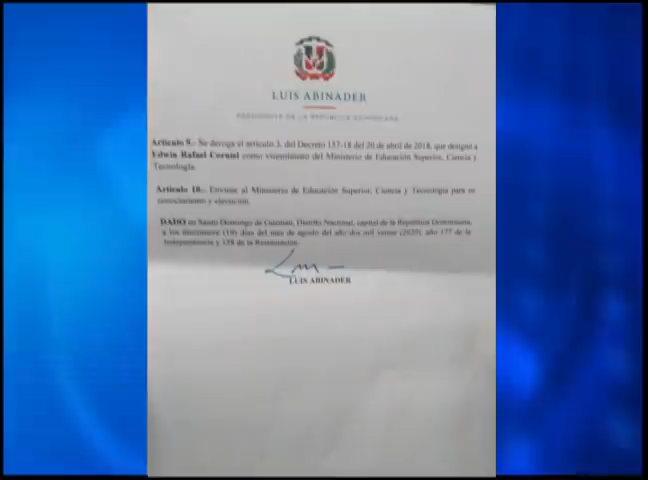 LUIS ABINADER
PRESIDENTE DE LA REPÚBLICA DOMINICANA
Artículo 9.- Se deroga el artículo 3, del Decreto 157-18 del 20 de abril de 2018, que designó a
Edwin Rafael Corniel como viceministro del Ministerio de Educación Superior, Ciencia y
Tecnología.
Artículo 10.- Envíese al Ministerio de Educación Superior, Ciencia y Tecnología para su
conocimiento y ejecución.
DADO en Santo Domingo de Guzmán, Distrito Nacional, capital de la República Dominicana,
a los diecinueve (19) días del mes de agosto del año dos mil veinte (2020); año 177 de la
Independencia y 158 de la Restauración.
LUIS ABINADER